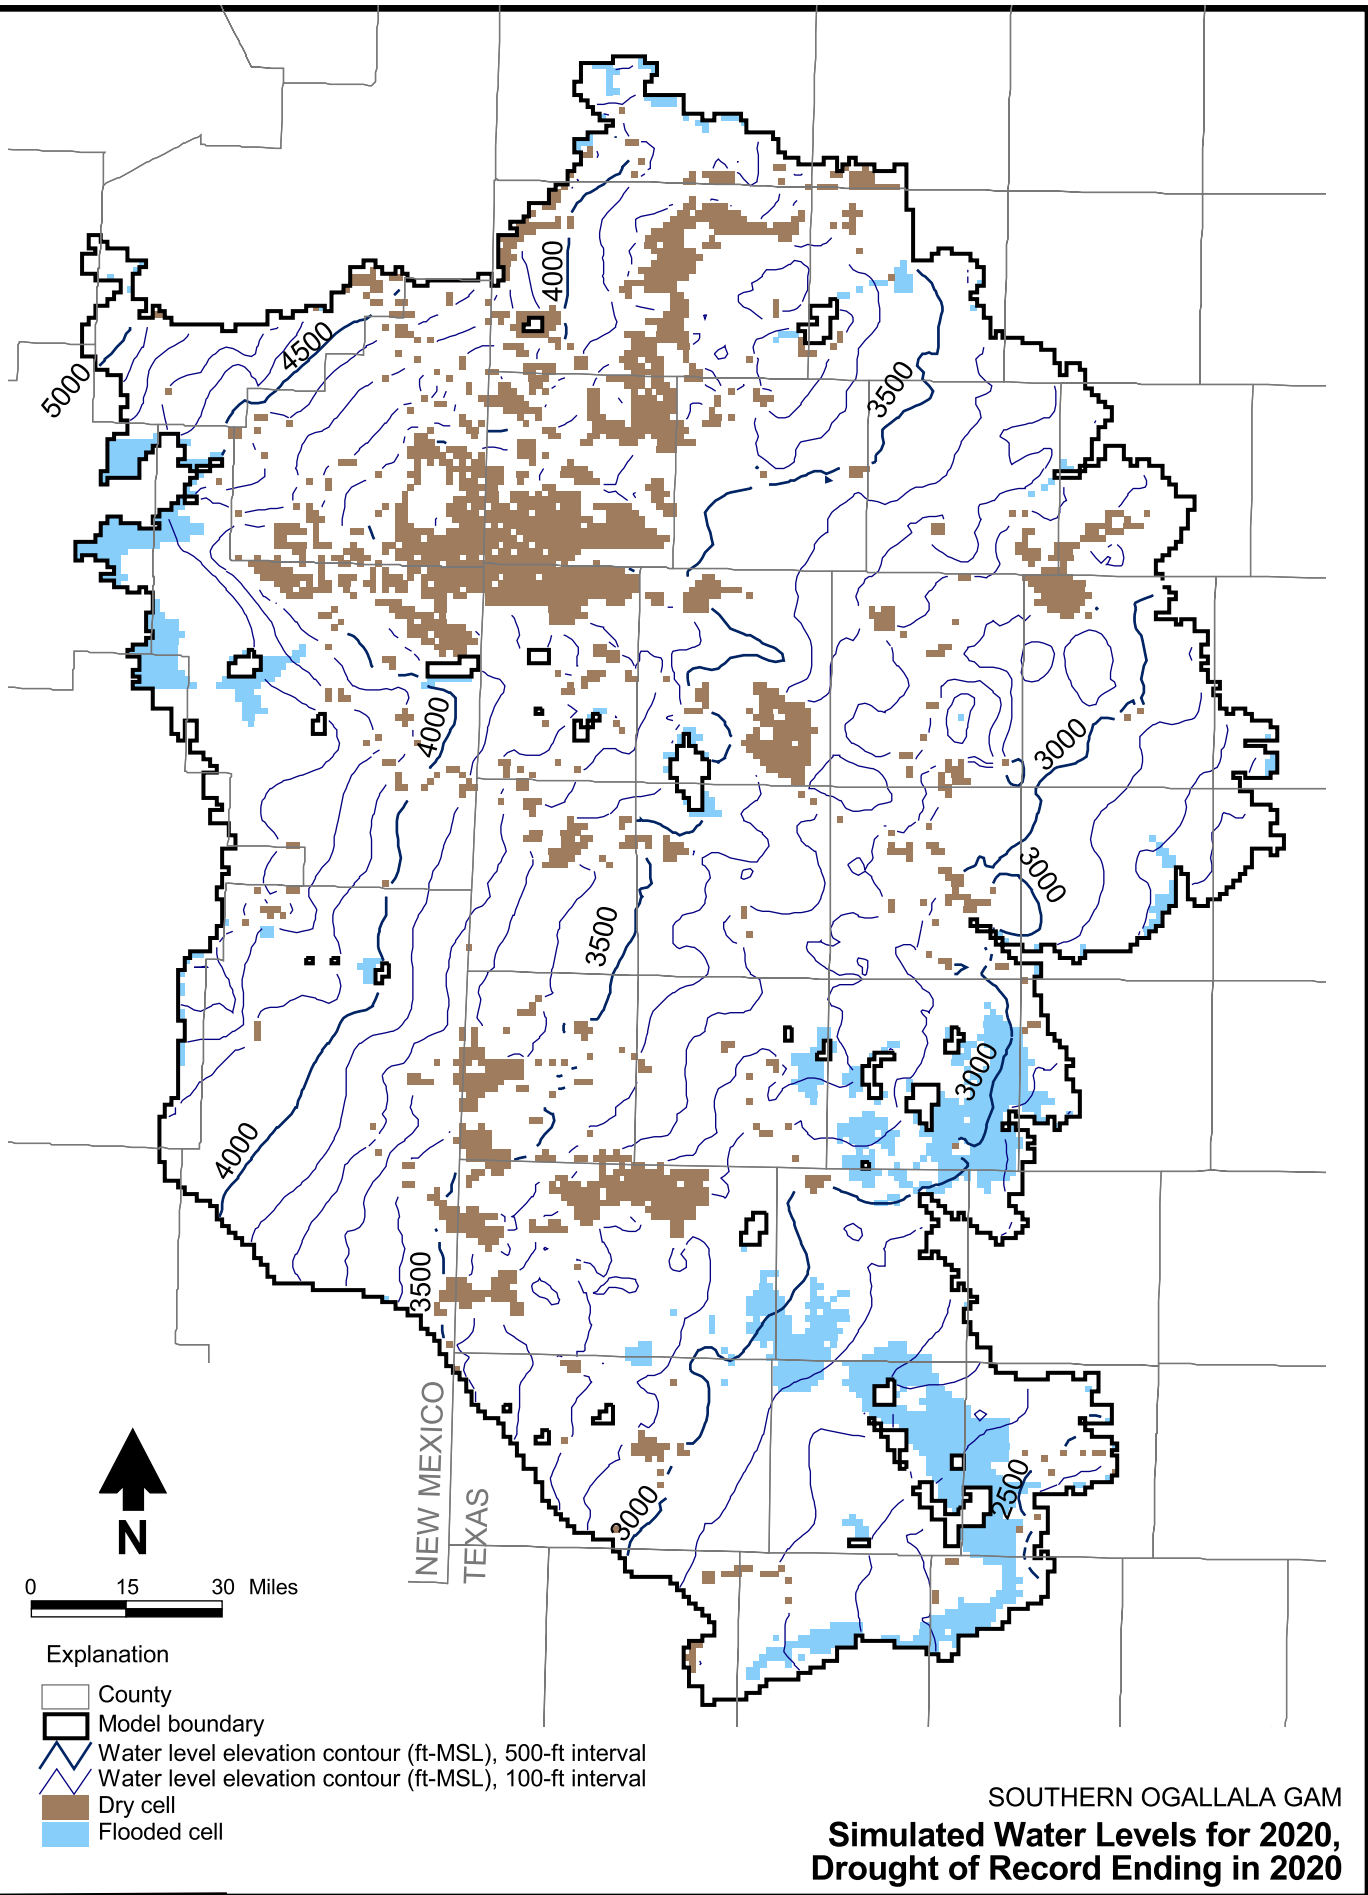 4000
4500
5000
3500
4000
3000
3000
3500
3000
4000
3500
NEW MEXICO
TEXAS
2500
3000
N
0 15 30 Miles
Explanation
County
Model boundary
Water level elevation contour (ft-MSL), 500-ft interval
Water level elevation contour (ft-MSL), 100-ft interval
Dry cell
Flooded cell
SOUTHERN OGALLALA GAM
Simulated Water Levels for 2020,
Drought of Record Ending in 2020